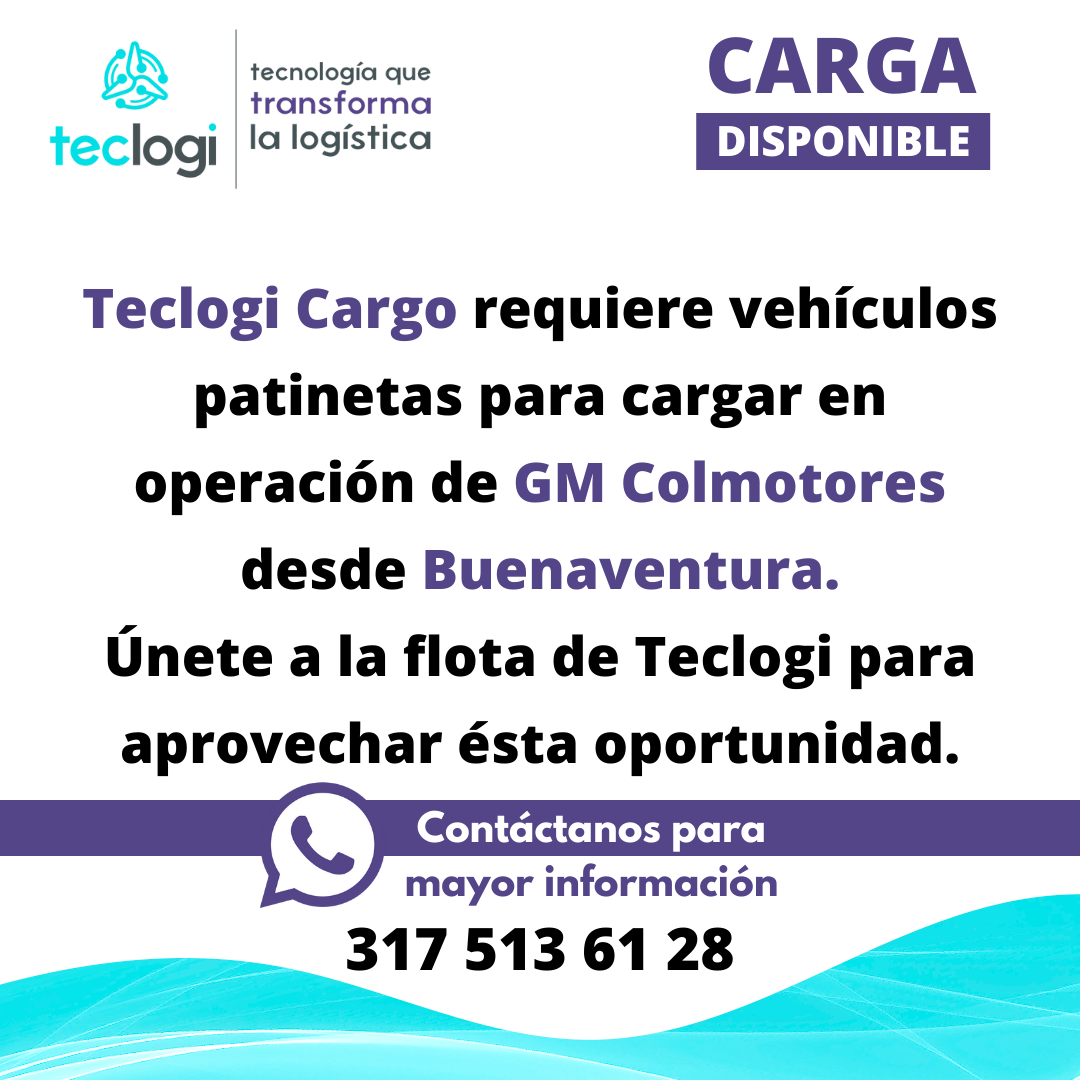 teclogi
tecnología que
transforma
la logística
CARGA
DISPONIBLE
Teclogi Cargo requiere vehículos
patinetas para cargar en
operación de GM Colmotores
desde Buenaventura.
Únete a la flota de Teclogi para
aprovechar ésta oportunidad.
Contáctanos para
mayor información
317 513 61 28